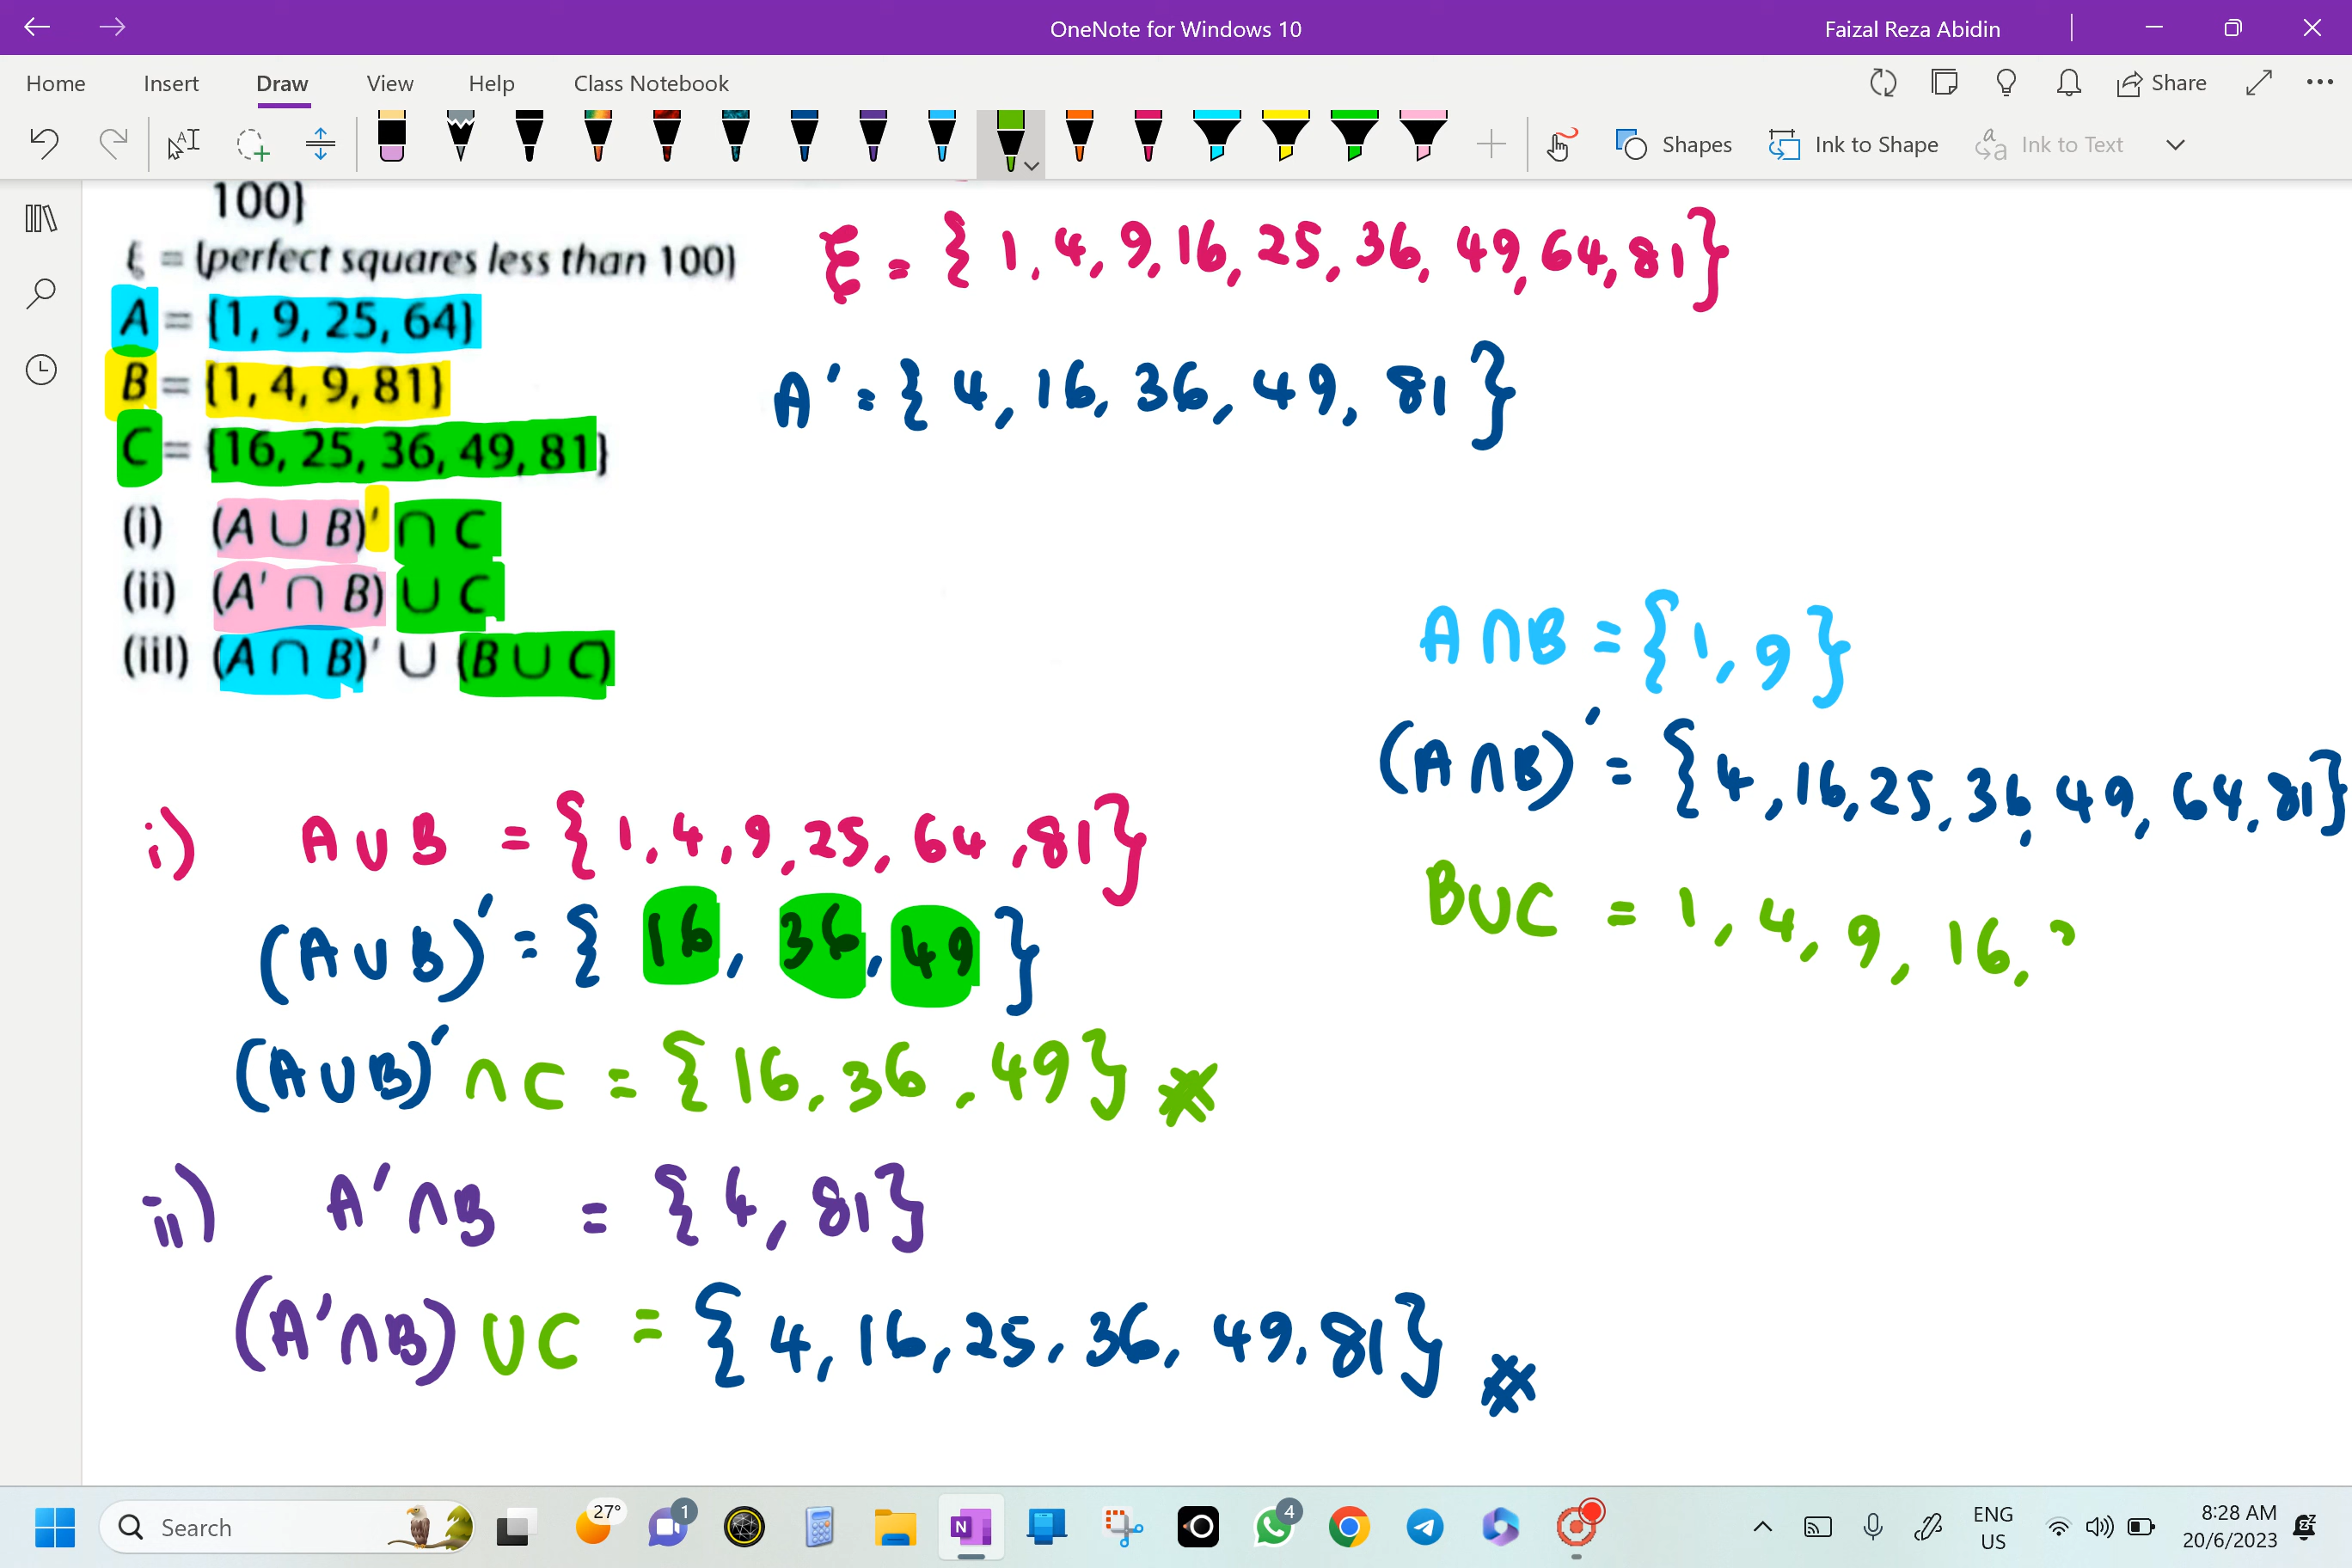 OneNote for Windows 10
Faizal Reza Abidin
Home Insert Draw View Help Class Notebook
Share
Shapes Ink to Shape Ink to Text
100}
ξ = {perfect squares less than 100}
A = {1, 9, 25, 64}
B = {1, 4, 9, 81}
C = {16, 25, 36, 49, 81}
(i) (A ∪ B)′ ∩ C
(ii) (A′ ∩ B) ∪ C
(iii) (A ∩ B)′ ∪ (B ∪ C)
ξ = { 1, 4, 9, 16, 25, 36, 49, 64, 81 }
A′ = { 4, 16, 36, 49, 81 }
A ∩ B = { 1, 9 }
(A ∩ B)′ = { 4, 16, 25, 36, 49, 64, 81 }
B ∪ C = 1, 4, 9, 16,
i) A ∪ B = { 1, 4, 9, 25, 64, 81 }
(A ∪ B)′ = { 16, 36, 49 }
(A ∪ B)′ ∩ C = { 16, 36, 49 } *
ii) A′ ∩ B = { 4, 81 }
(A′ ∩ B) ∪ C = { 4, 16, 25, 36, 49, 81 } *
Search
27°
1
N
4
ENG
US
8:28 AM
20/6/2023